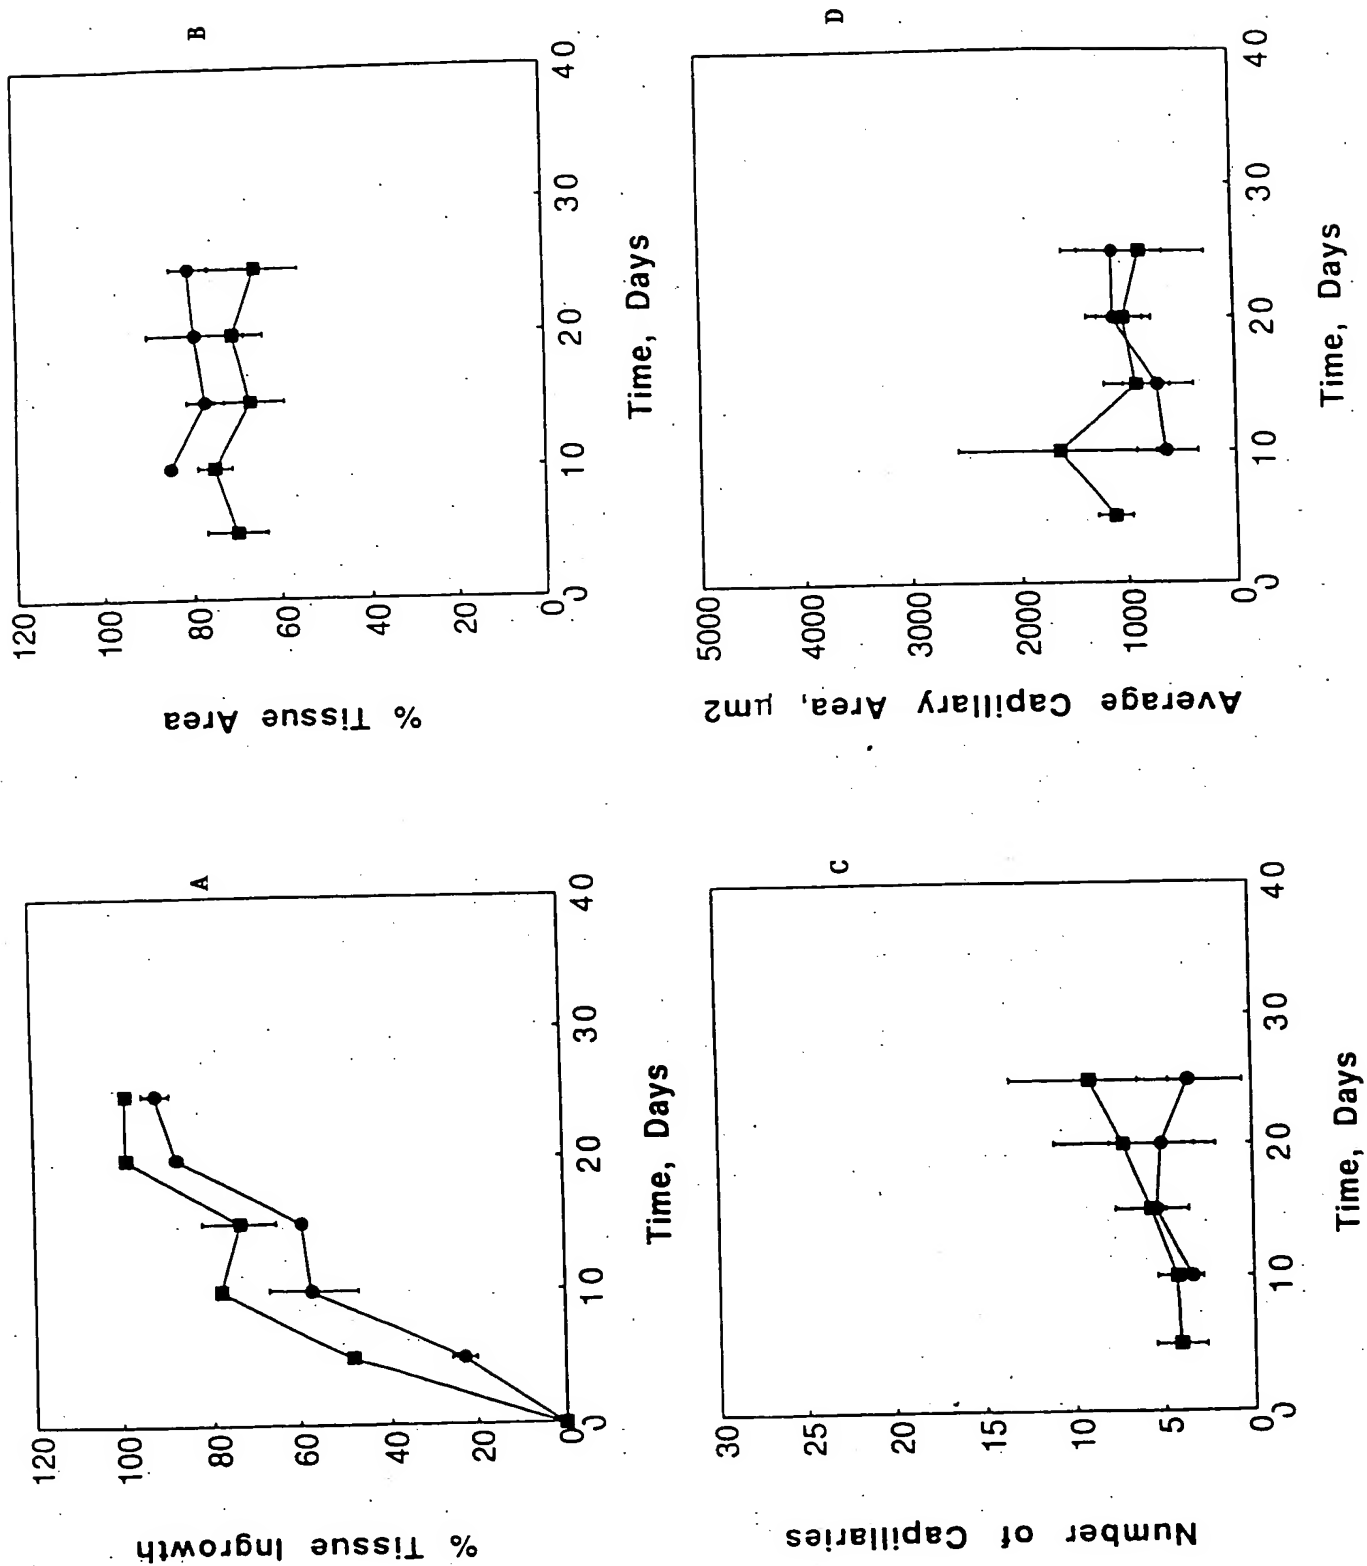 A
120
100
80
60
40
20
0
% Tissue Ingrowth
0 10 20 30 40
Time, Days
B
120
100
80
60
40
20
0
% Tissue Area
0 10 20 30 40
Time, Days
C
30
25
20
15
10
5
0
Number of Capillaries
0 10 20 30 40
Time, Days
D
5000
4000
3000
2000
1000
0
Average Capillary Area, µm2
0 10 20 30 40
Time, Days